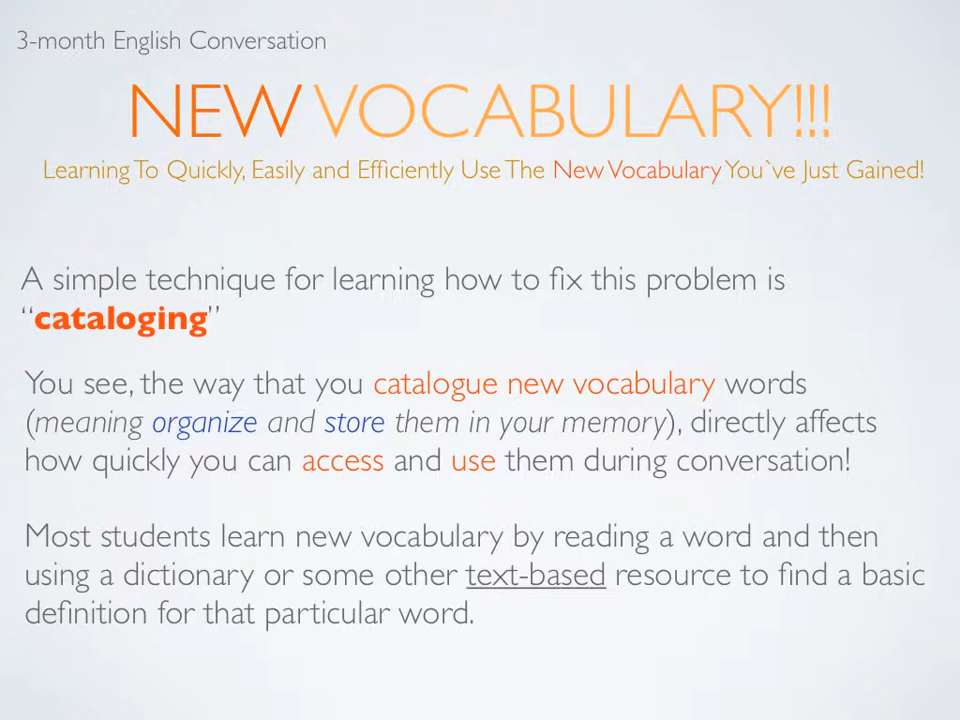 3-month English Conversation
NEW VOCABULARY!!!
Learning To Quickly, Easily and Efficiently Use The New Vocabulary You`ve Just Gained!
A simple technique for learning how to fix this problem is
“cataloging”
You see, the way that you catalogue new vocabulary words
(meaning organize and store them in your memory), directly affects
how quickly you can access and use them during conversation!
Most students learn new vocabulary by reading a word and then
using a dictionary or some other text-based resource to find a basic
definition for that particular word.